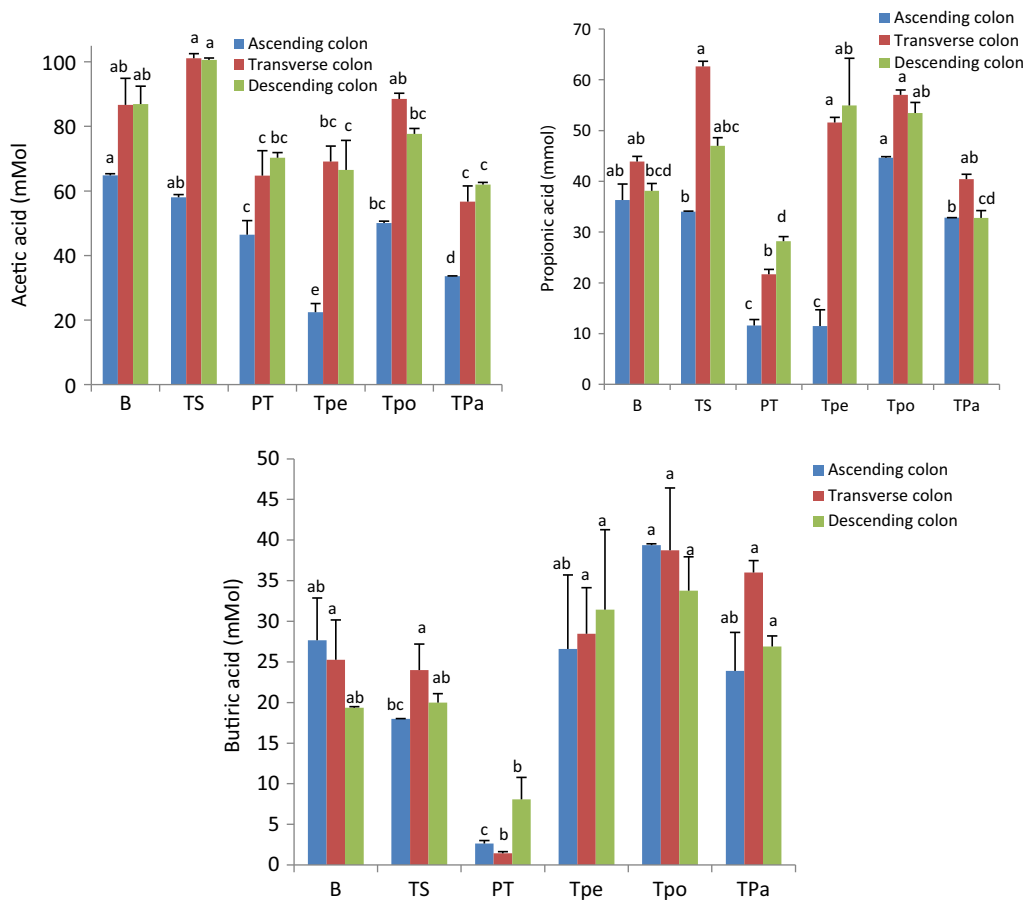 Acetic acid (mMol)
100
80
60
40
20
0
Ascending colon
Transverse colon
Descending colon
ab ab
a
a a
ab
c bc
c
bc c
e
ab bc
bc
c c
d
B TS PT Tpe Tpo TPa
Propionic acid (mmol)
70
60
50
40
30
20
10
0
Ascending colon
Transverse colon
Descending colon
ab ab bcd
b a abc
c b d
c a ab
a a ab
b ab cd
B TS PT Tpe Tpo TPa
Butiric acid (mMol)
50
45
40
35
30
25
20
15
10
5
0
Ascending colon
Transverse colon
Descending colon
ab a ab
bc a ab
c b b
ab a a
a a a
ab a a
B TS PT Tpe Tpo TPa